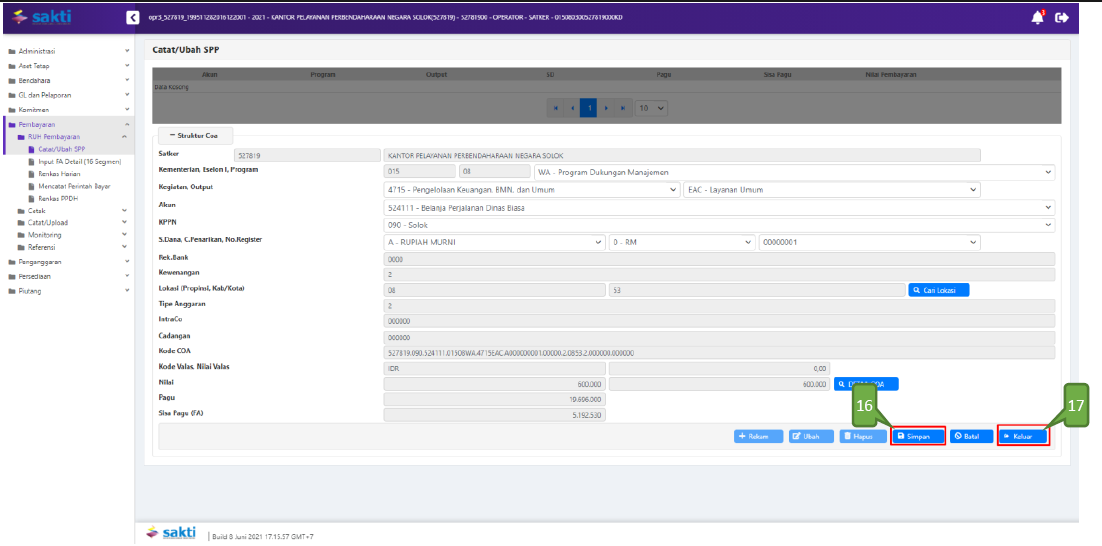 sakti
opr3_527819_199511282016122001 - 2021 - KANTOR PELAYANAN PERBENDAHARAAN NEGARA SOLOK(527819) - 52781900 - OPERATOR - SATKER - 015080300527819000KD
Administrasi
Aset Tetap
Bendahara
GL dan Pelaporan
Komitmen
Pembayaran
RUH Pembayaran
Catat/Ubah SPP
Input FA Detail (16 Segmen)
Renkas Harian
Mencatat Perintah Bayar
Renkas PPDH
Cetak
Catat/Upload
Monitoring
Referensi
Penganggaran
Persediaan
Piutang
Catat/Ubah SPP
Akun Program Output SD Pagu Sisa Pagu Nilai Pembayaran
Data Kosong
1 10
Struktur Coa
Satker 527819 KANTOR PELAYANAN PERBENDAHARAAN NEGARA SOLOK
Kementerian, Eselon I, Program 015 08 WA - Program Dukungan Manajemen
Kegiatan, Output 4715 - Pengelolaan Keuangan, BMN, dan Umum EAC - Layanan Umum
Akun 524111 - Belanja Perjalanan Dinas Biasa
KPPN 090 - Solok
S.Dana, C.Penarikan, No.Register A - RUPIAH MURNI 0 - RM 00000001
Rek.Bank 0000
Kewenangan 2
Lokasi (Propinsi, Kab/Kota) 08 53 Cari Lokasi
Tipe Anggaran 2
IntraCo 000000
Cadangan 000000
Kode COA 527819.090.524111.01508WA.4715EAC.A000000001.00000.2.0853.2.000000.000000
Kode Valas, Nilai Valas IDR 0,00
Nilai 600.000 600.000
Pagu 19.696.000
Sisa Pagu (FA) 5.192.530
16
17
Rekam Ubah Hapus Simpan Batal Keluar
sakti Build 8 Juni 2021 17:15:57 GMT+7